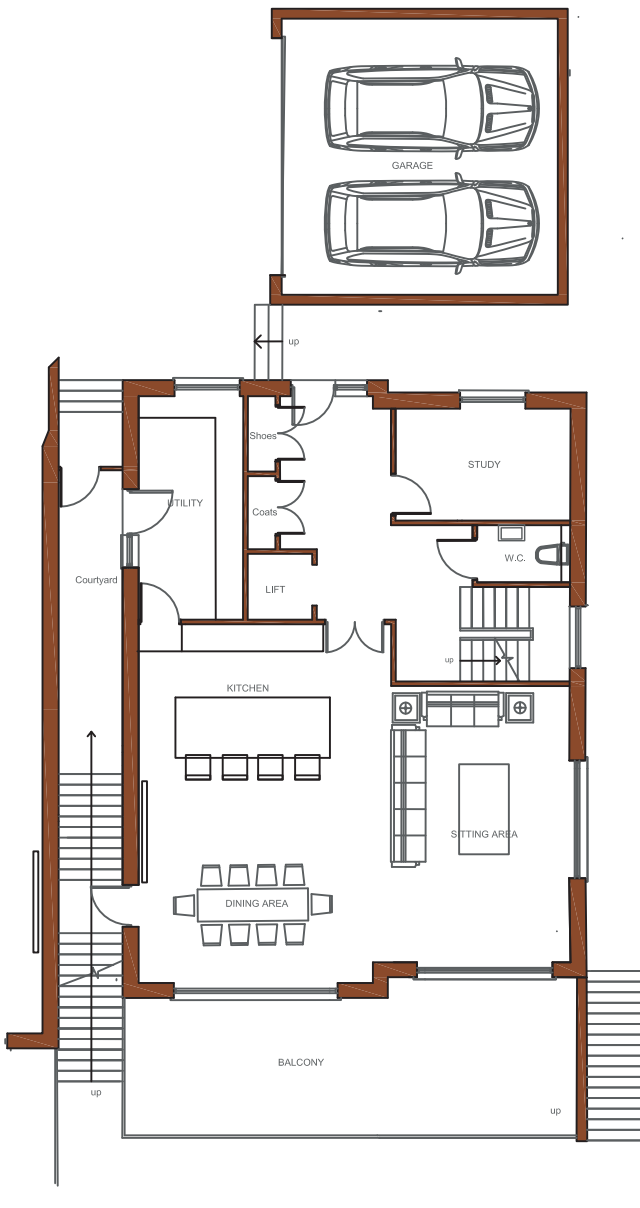 GARAGE
up
Shoes
STUDY
UTILITY
Coats
W.C.
Courtyard
LIFT
up
KITCHEN
SITTING AREA
DINING AREA
BALCONY
up
up